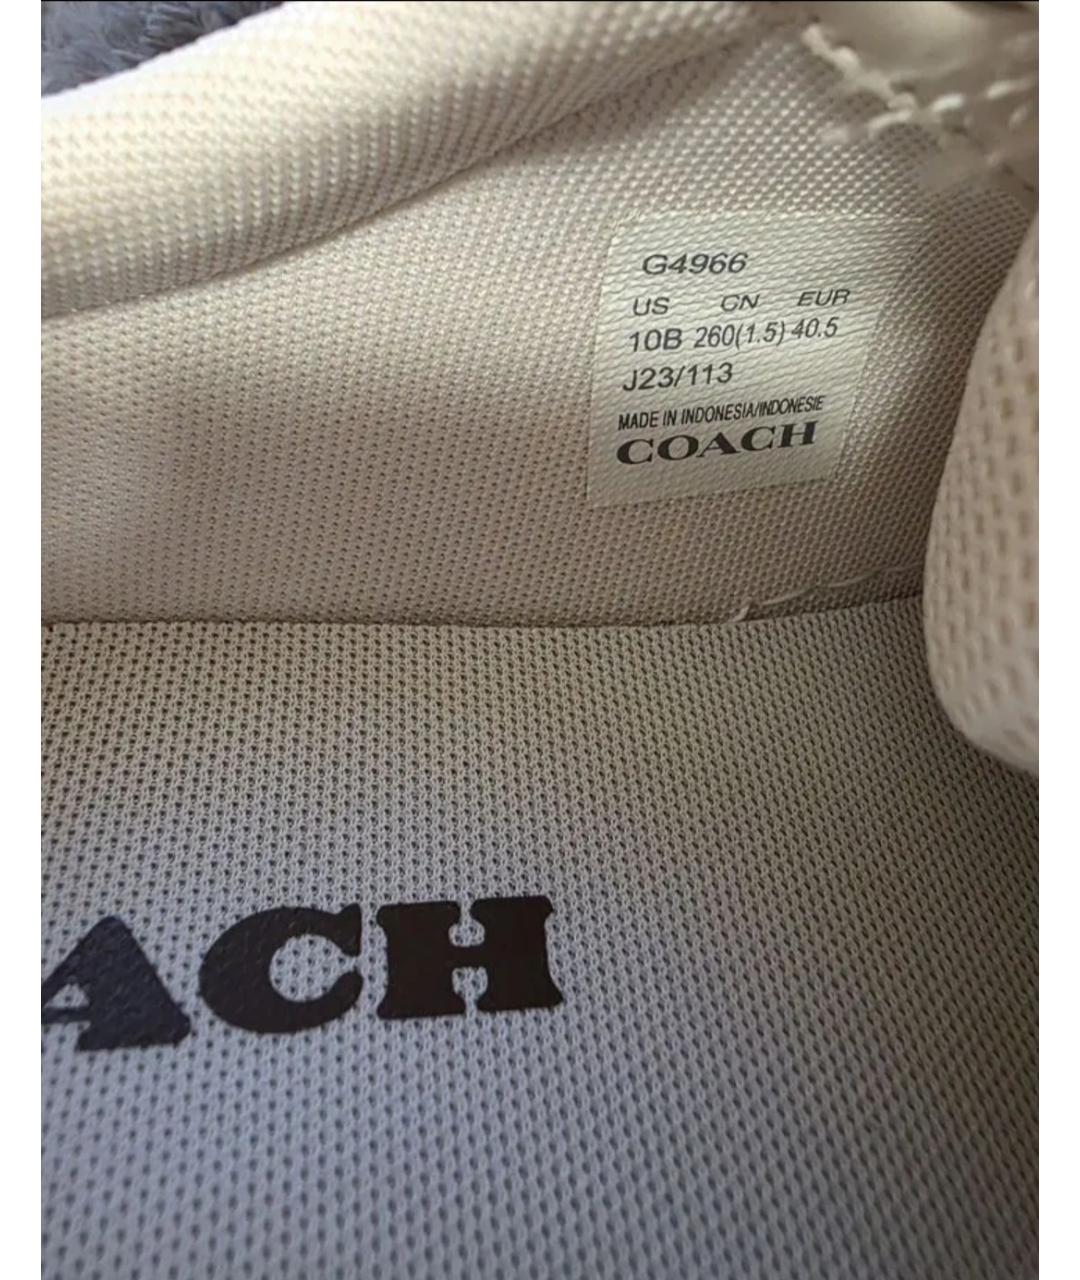 G4966
US CN EUR
10B 260(1.5) 40.5
J23/113
MADE IN INDONESIA/INDONESIE
COACH
ACH